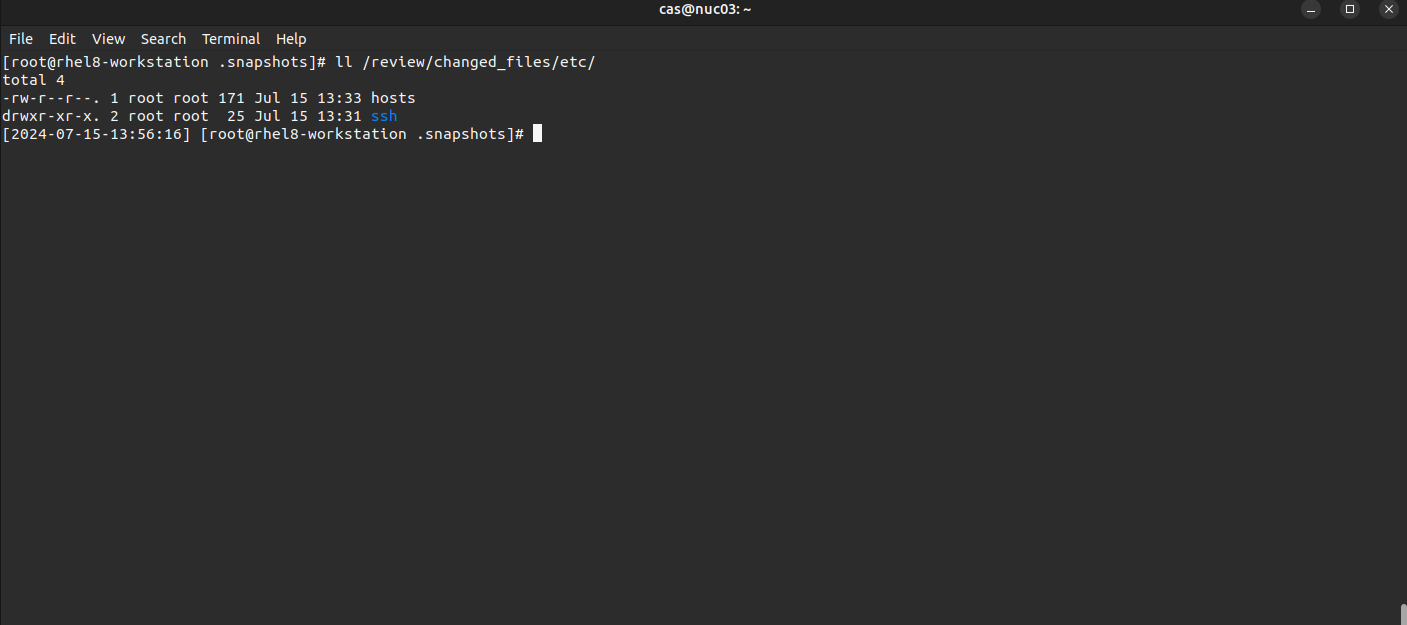 cas@nuc03: ~
File Edit View Search Terminal Help
[root@rhel8-workstation .snapshots]# ll /review/changed_files/etc/
total 4
-rw-r--r--. 1 root root 171 Jul 15 13:33 hosts
drwxr-xr-x. 2 root root  25 Jul 15 13:31 ssh
[2024-07-15-13:56:16] [root@rhel8-workstation .snapshots]#